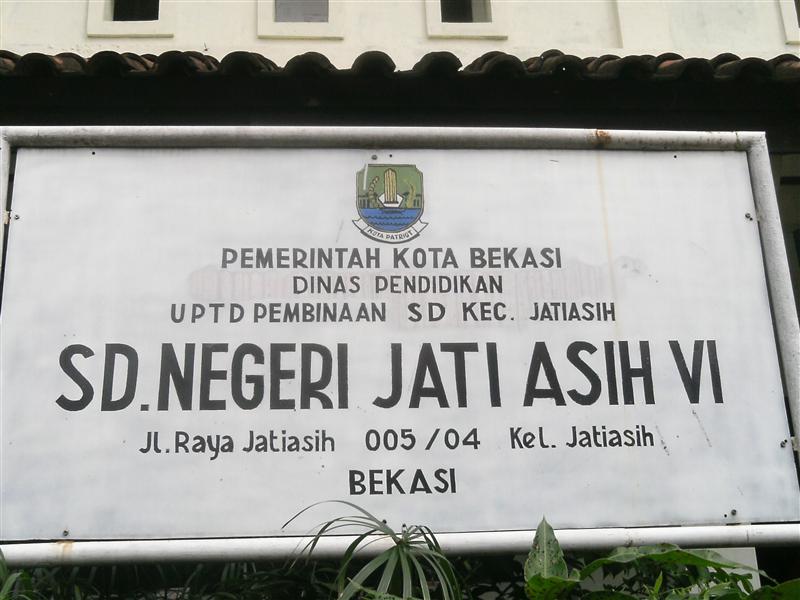 KOTA PATRIOT
PEMERINTAH KOTA BEKASI
DINAS PENDIDIKAN
UPTD PEMBINAAN SD KEC. JATIASIH
SD.NEGERI JATI ASIH VI
Jl. Raya Jatiasih 005/04 Kel. Jatiasih
BEKASI